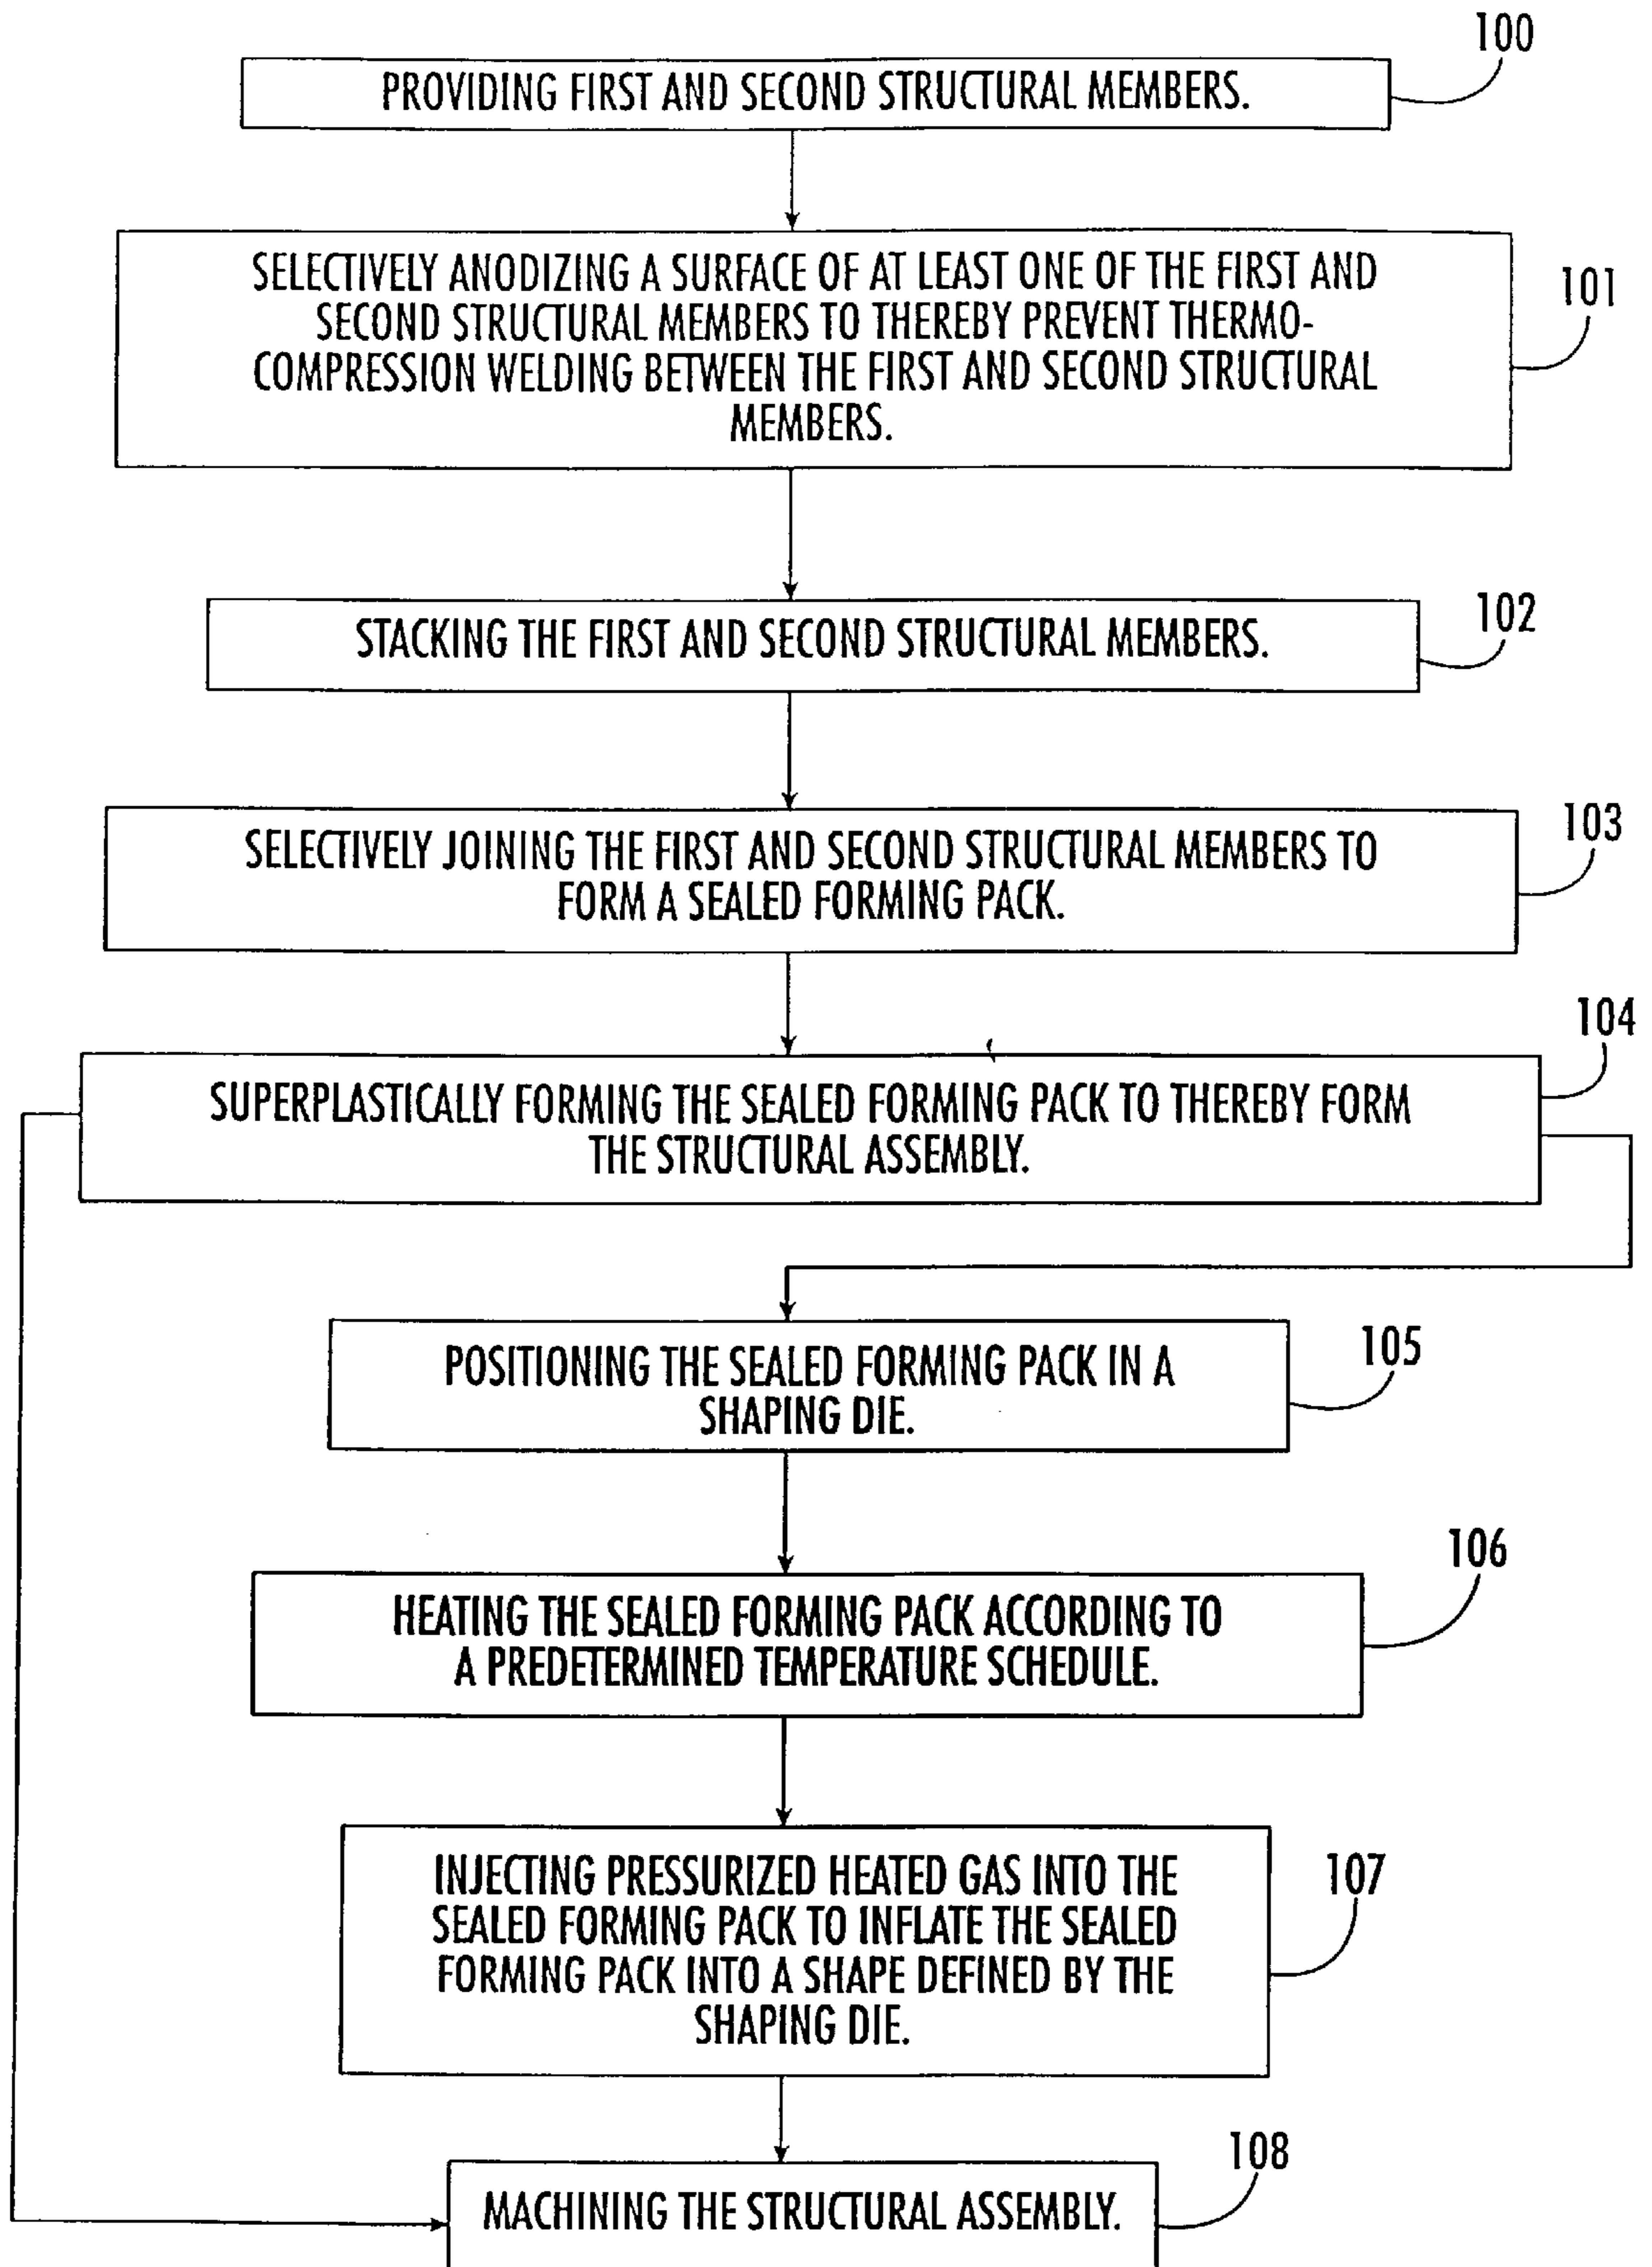 100
PROVIDING FIRST AND SECOND STRUCTURAL MEMBERS.
SELECTIVELY ANODIZING A SURFACE OF AT LEAST ONE OF THE FIRST AND
SECOND STRUCTURAL MEMBERS TO THEREBY PREVENT THERMO-
COMPRESSION WELDING BETWEEN THE FIRST AND SECOND STRUCTURAL
MEMBERS.
101
STACKING THE FIRST AND SECOND STRUCTURAL MEMBERS.
102
SELECTIVELY JOINING THE FIRST AND SECOND STRUCTURAL MEMBERS TO
FORM A SEALED FORMING PACK.
103
104
SUPERPLASTICALLY FORMING THE SEALED FORMING PACK TO THEREBY FORM
THE STRUCTURAL ASSEMBLY.
POSITIONING THE SEALED FORMING PACK IN A
SHAPING DIE.
105
106
HEATING THE SEALED FORMING PACK ACCORDING TO
A PREDETERMINED TEMPERATURE SCHEDULE.
INJECTING PRESSURIZED HEATED GAS INTO THE
SEALED FORMING PACK TO INFLATE THE SEALED
FORMING PACK INTO A SHAPE DEFINED BY THE
SHAPING DIE.
107
108
MACHINING THE STRUCTURAL ASSEMBLY.